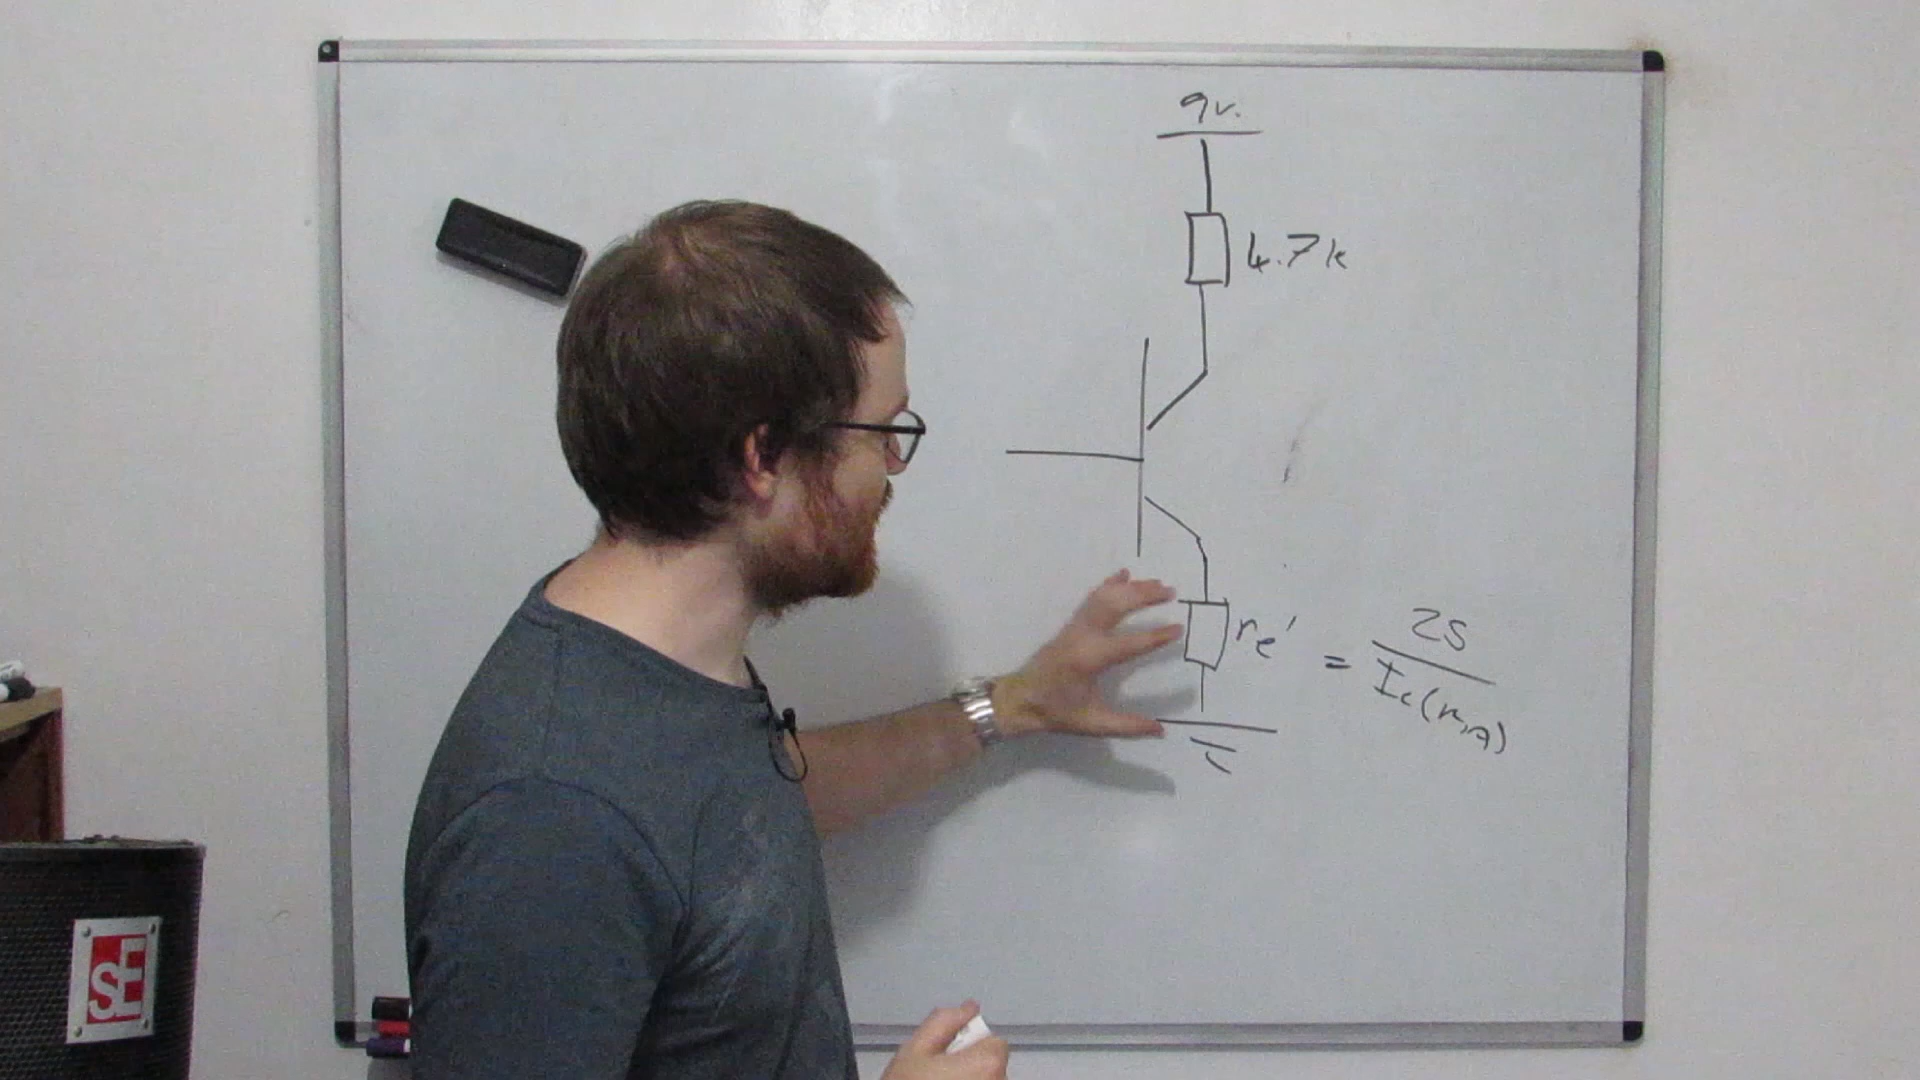 9v.
4.7k
re' = 25
Ic(mA)
sE